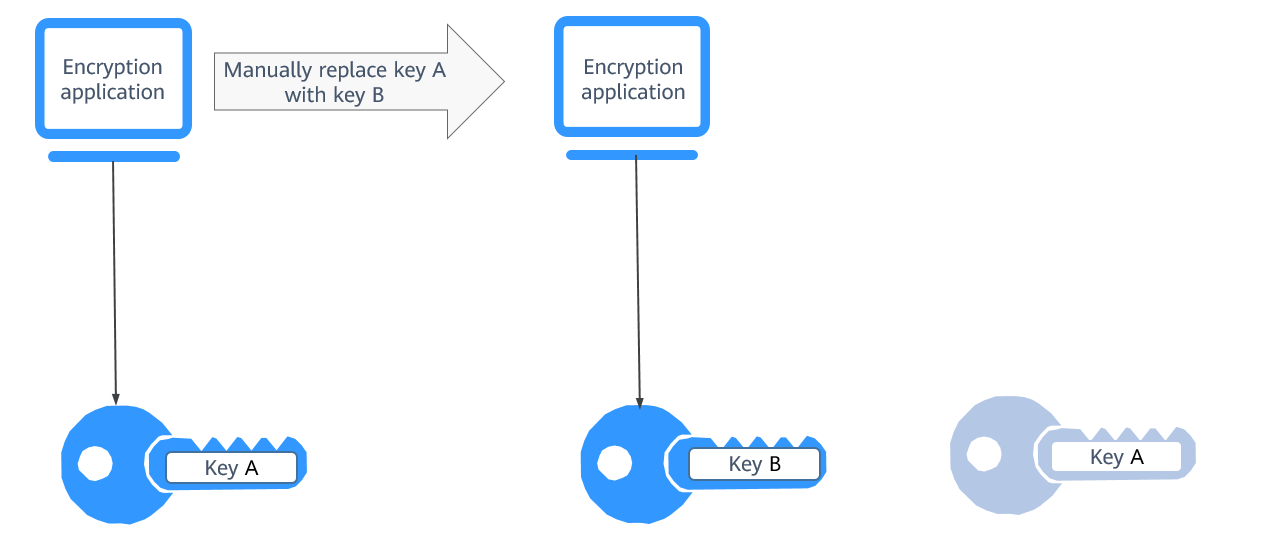 Encryption
application
Manually replace key A
with key B
Encryption
application
Key A
Key B
Key A